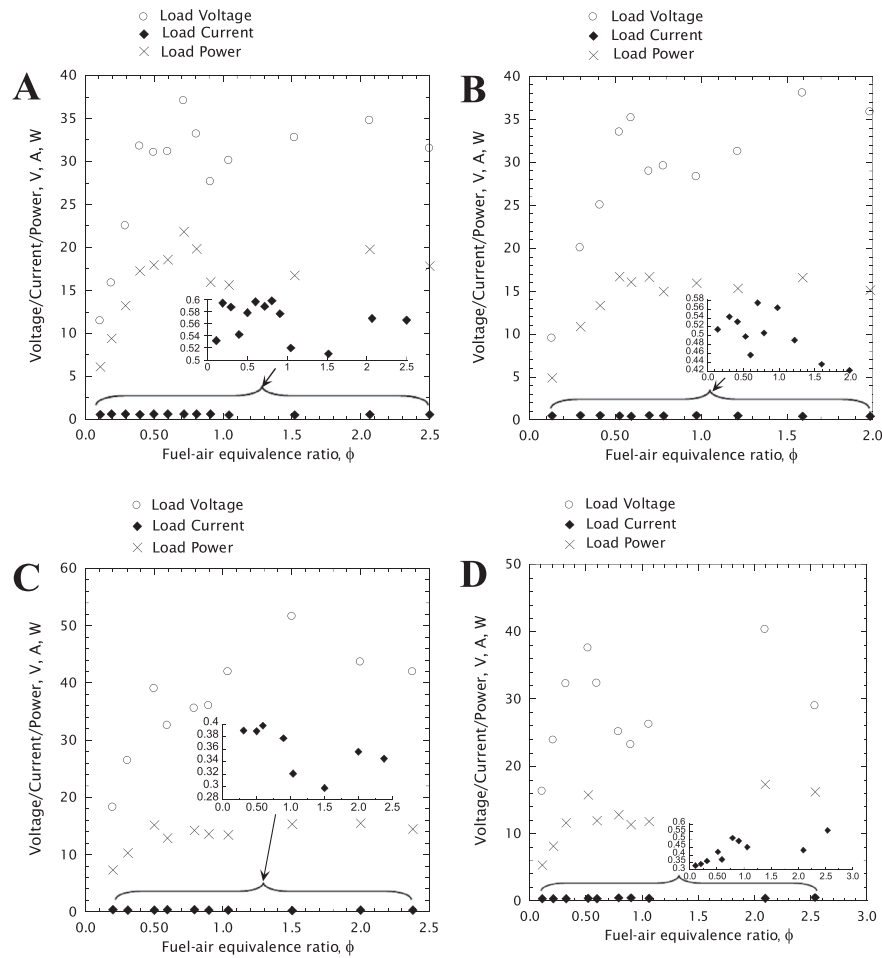 Load Voltage
Load Current
Load Power
A
40
35
30
25
20
15
10
5
0
Voltage/Current/Power, V, A, W
0.6
0.58
0.56
0.54
0.52
0.5
0 0.5 1 1.5 2 2.5
0.0 0.50 1.0 1.5 2.0 2.5
Fuel-air equivalence ratio, ϕ
Load Voltage
Load Current
Load Power
B
40
35
30
25
20
15
10
5
0
Voltage/Current/Power, V, A, W
0.58
0.56
0.54
0.52
0.5
0.48
0.46
0.44
0.42
0.0 0.50 1.0 1.5 2.0
0.0 0.50 1.0 1.5 2.0
Fuel-air equivalence ratio, ϕ
Load Voltage
Load Current
Load Power
C
60
50
40
30
20
10
0
Voltage/Current/Power, V, A, W
0.4
0.38
0.36
0.34
0.32
0.3
0.28
0.0 0.50 1.0 1.5 2.0 2.5
0.0 0.50 1.0 1.5 2.0 2.5
Fuel-air equivalence ratio, ϕ
Load Voltage
Load Current
Load Power
D
50
40
30
20
10
0
Voltage/Current/Power, V, A, W
0.6
0.55
0.5
0.45
0.4
0.35
0.3
0.0 0.50 1.0 1.5 2.0 2.5 3.0
0.0 0.50 1.0 1.5 2.0 2.5 3.0
Fuel-air equivalence ratio, ϕ